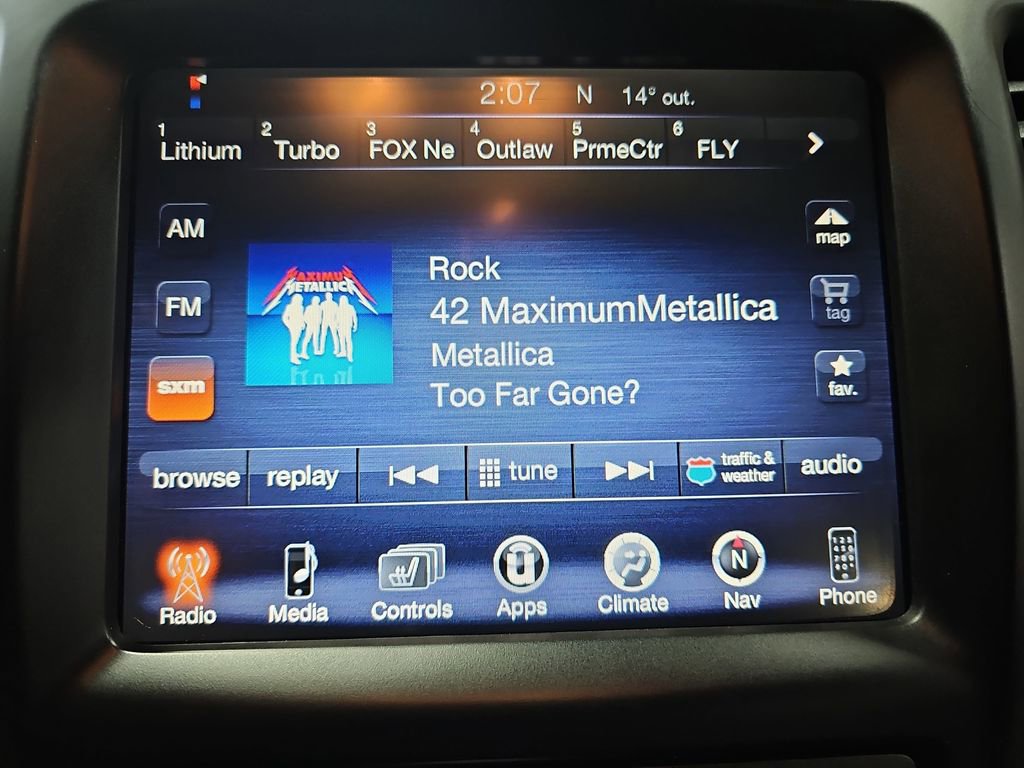 2:07 N 14° out.
1 Lithium
2 Turbo
3 FOX Ne
4 Outlaw
5 PrmeCtr
6 FLY
AM
FM
sxm
MAXIMUM
METALLICA
Rock
42 MaximumMetallica
Metallica
Too Far Gone?
map
tag
fav.
browse
replay
tune
traffic &
weather
audio
Radio
Media
Controls
Apps
Climate
N
Nav
Phone